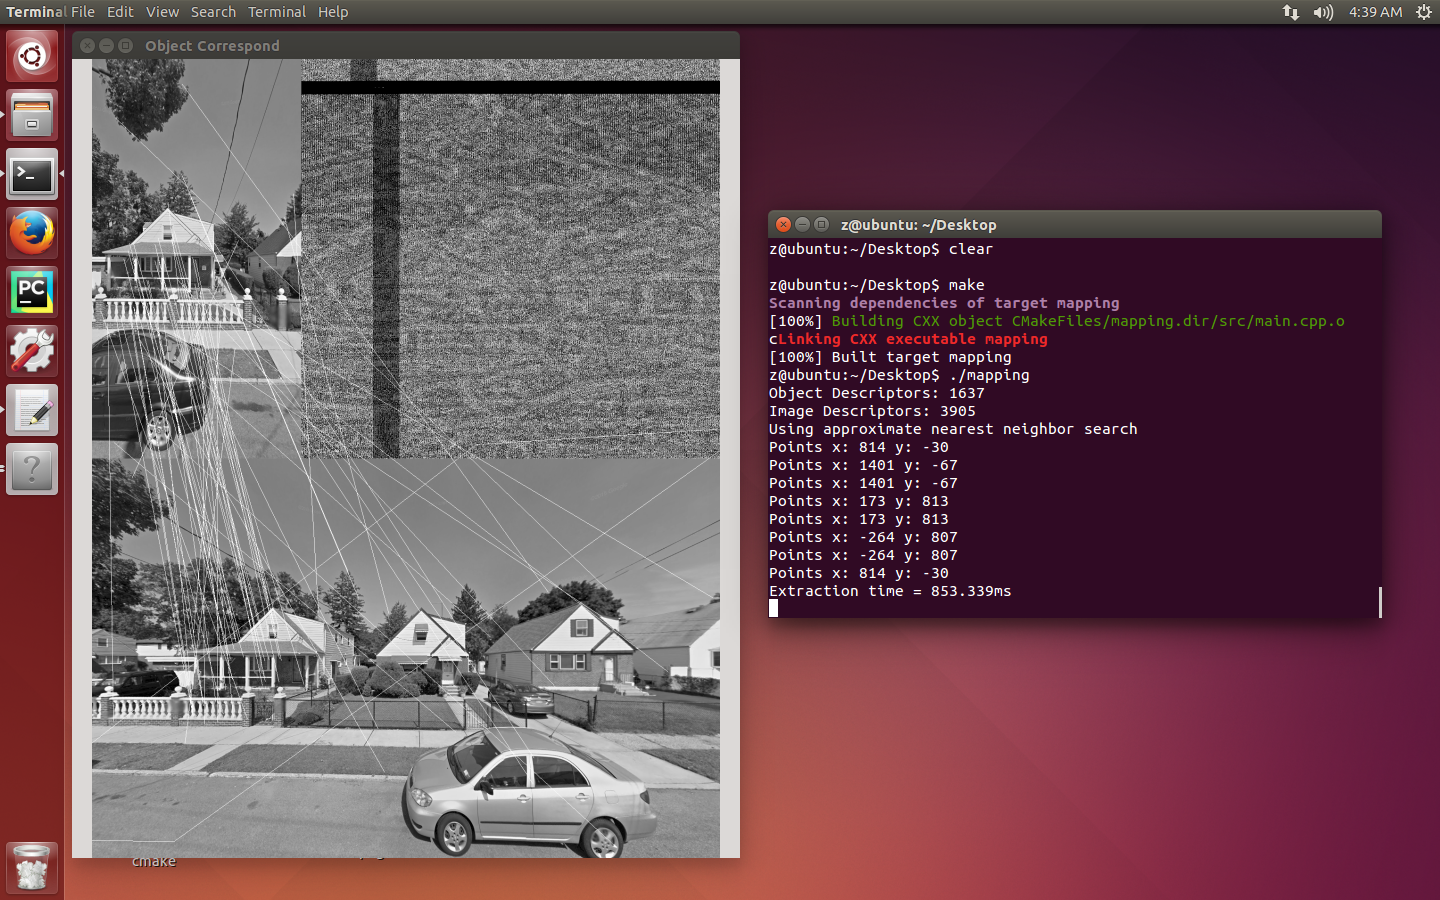 Terminal File Edit View Search Terminal Help
4:39 AM
Object Correspond
z@ubuntu: ~/Desktop
z@ubuntu:~/Desktop$ clear
z@ubuntu:~/Desktop$ make
Scanning dependencies of target mapping
[100%] Building CXX object CMakeFiles/mapping.dir/src/main.cpp.o
cLinking CXX executable mapping
[100%] Built target mapping
z@ubuntu:~/Desktop$ ./mapping
Object Descriptors: 1637
Image Descriptors: 3905
Using approximate nearest neighbor search
Points x: 814 y: -30
Points x: 1401 y: -67
Points x: 1401 y: -67
Points x: 173 y: 813
Points x: 173 y: 813
Points x: -264 y: 807
Points x: -264 y: 807
Points x: 814 y: -30
Extraction time = 853.339ms
PC
cmake